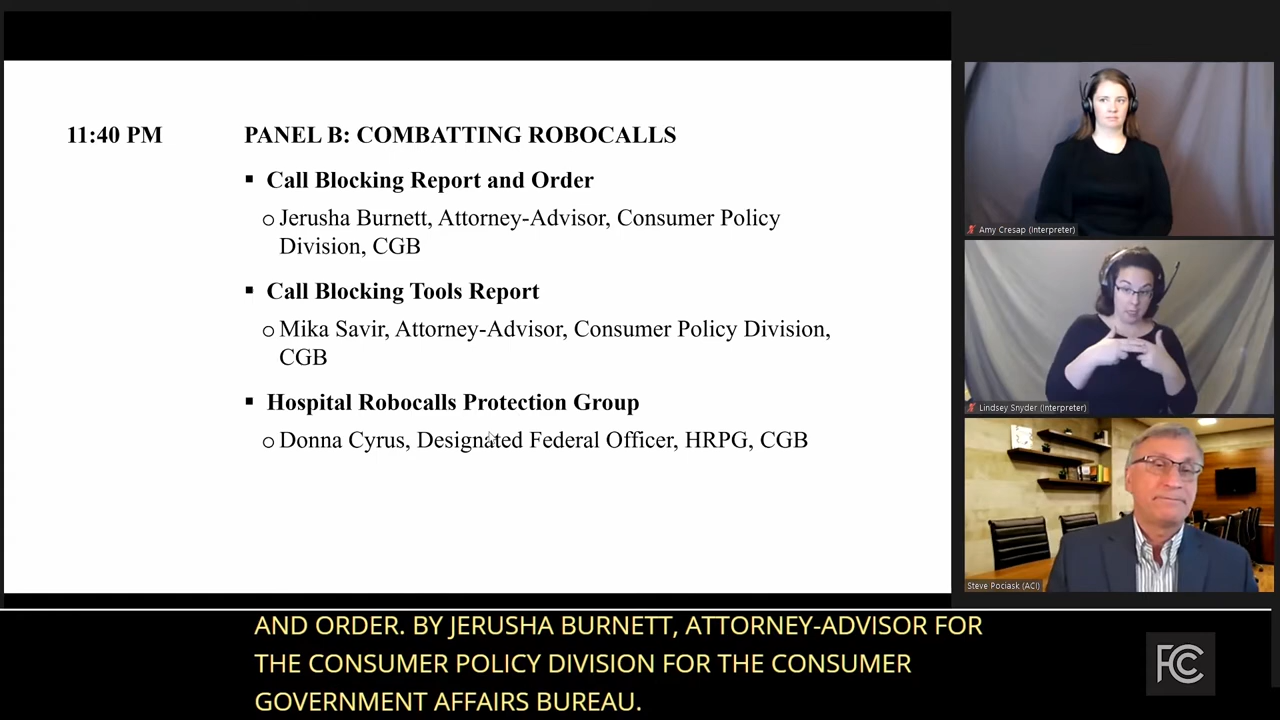 11:40 PM PANEL B: COMBATTING ROBOCALLS
▪ Call Blocking Report and Order
o Jerusha Burnett, Attorney-Advisor, Consumer Policy
Division, CGB
▪ Call Blocking Tools Report
o Mika Savir, Attorney-Advisor, Consumer Policy Division,
CGB
▪ Hospital Robocalls Protection Group
o Donna Cyrus, Designated Federal Officer, HRPG, CGB
Amy Cresap (Interpreter)
Lindsey Snyder (Interpreter)
Steve Pociask (ACI)
AND ORDER. BY JERUSHA BURNETT, ATTORNEY-ADVISOR FOR
THE CONSUMER POLICY DIVISION FOR THE CONSUMER
GOVERNMENT AFFAIRS BUREAU.
FCC